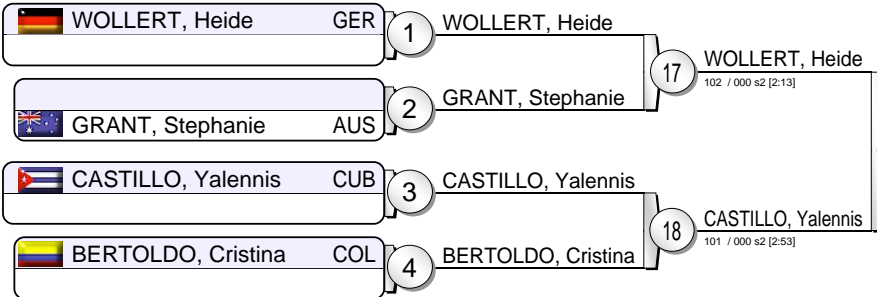 WOLLERT, Heide GER
1 WOLLERT, Heide
17 WOLLERT, Heide
102 / 000 s2 [2:13]
2 GRANT, Stephanie
GRANT, Stephanie AUS
CASTILLO, Yalennis CUB
3 CASTILLO, Yalennis
18 CASTILLO, Yalennis
101 / 000 s2 [2:53]
BERTOLDO, Cristina COL
4 BERTOLDO, Cristina